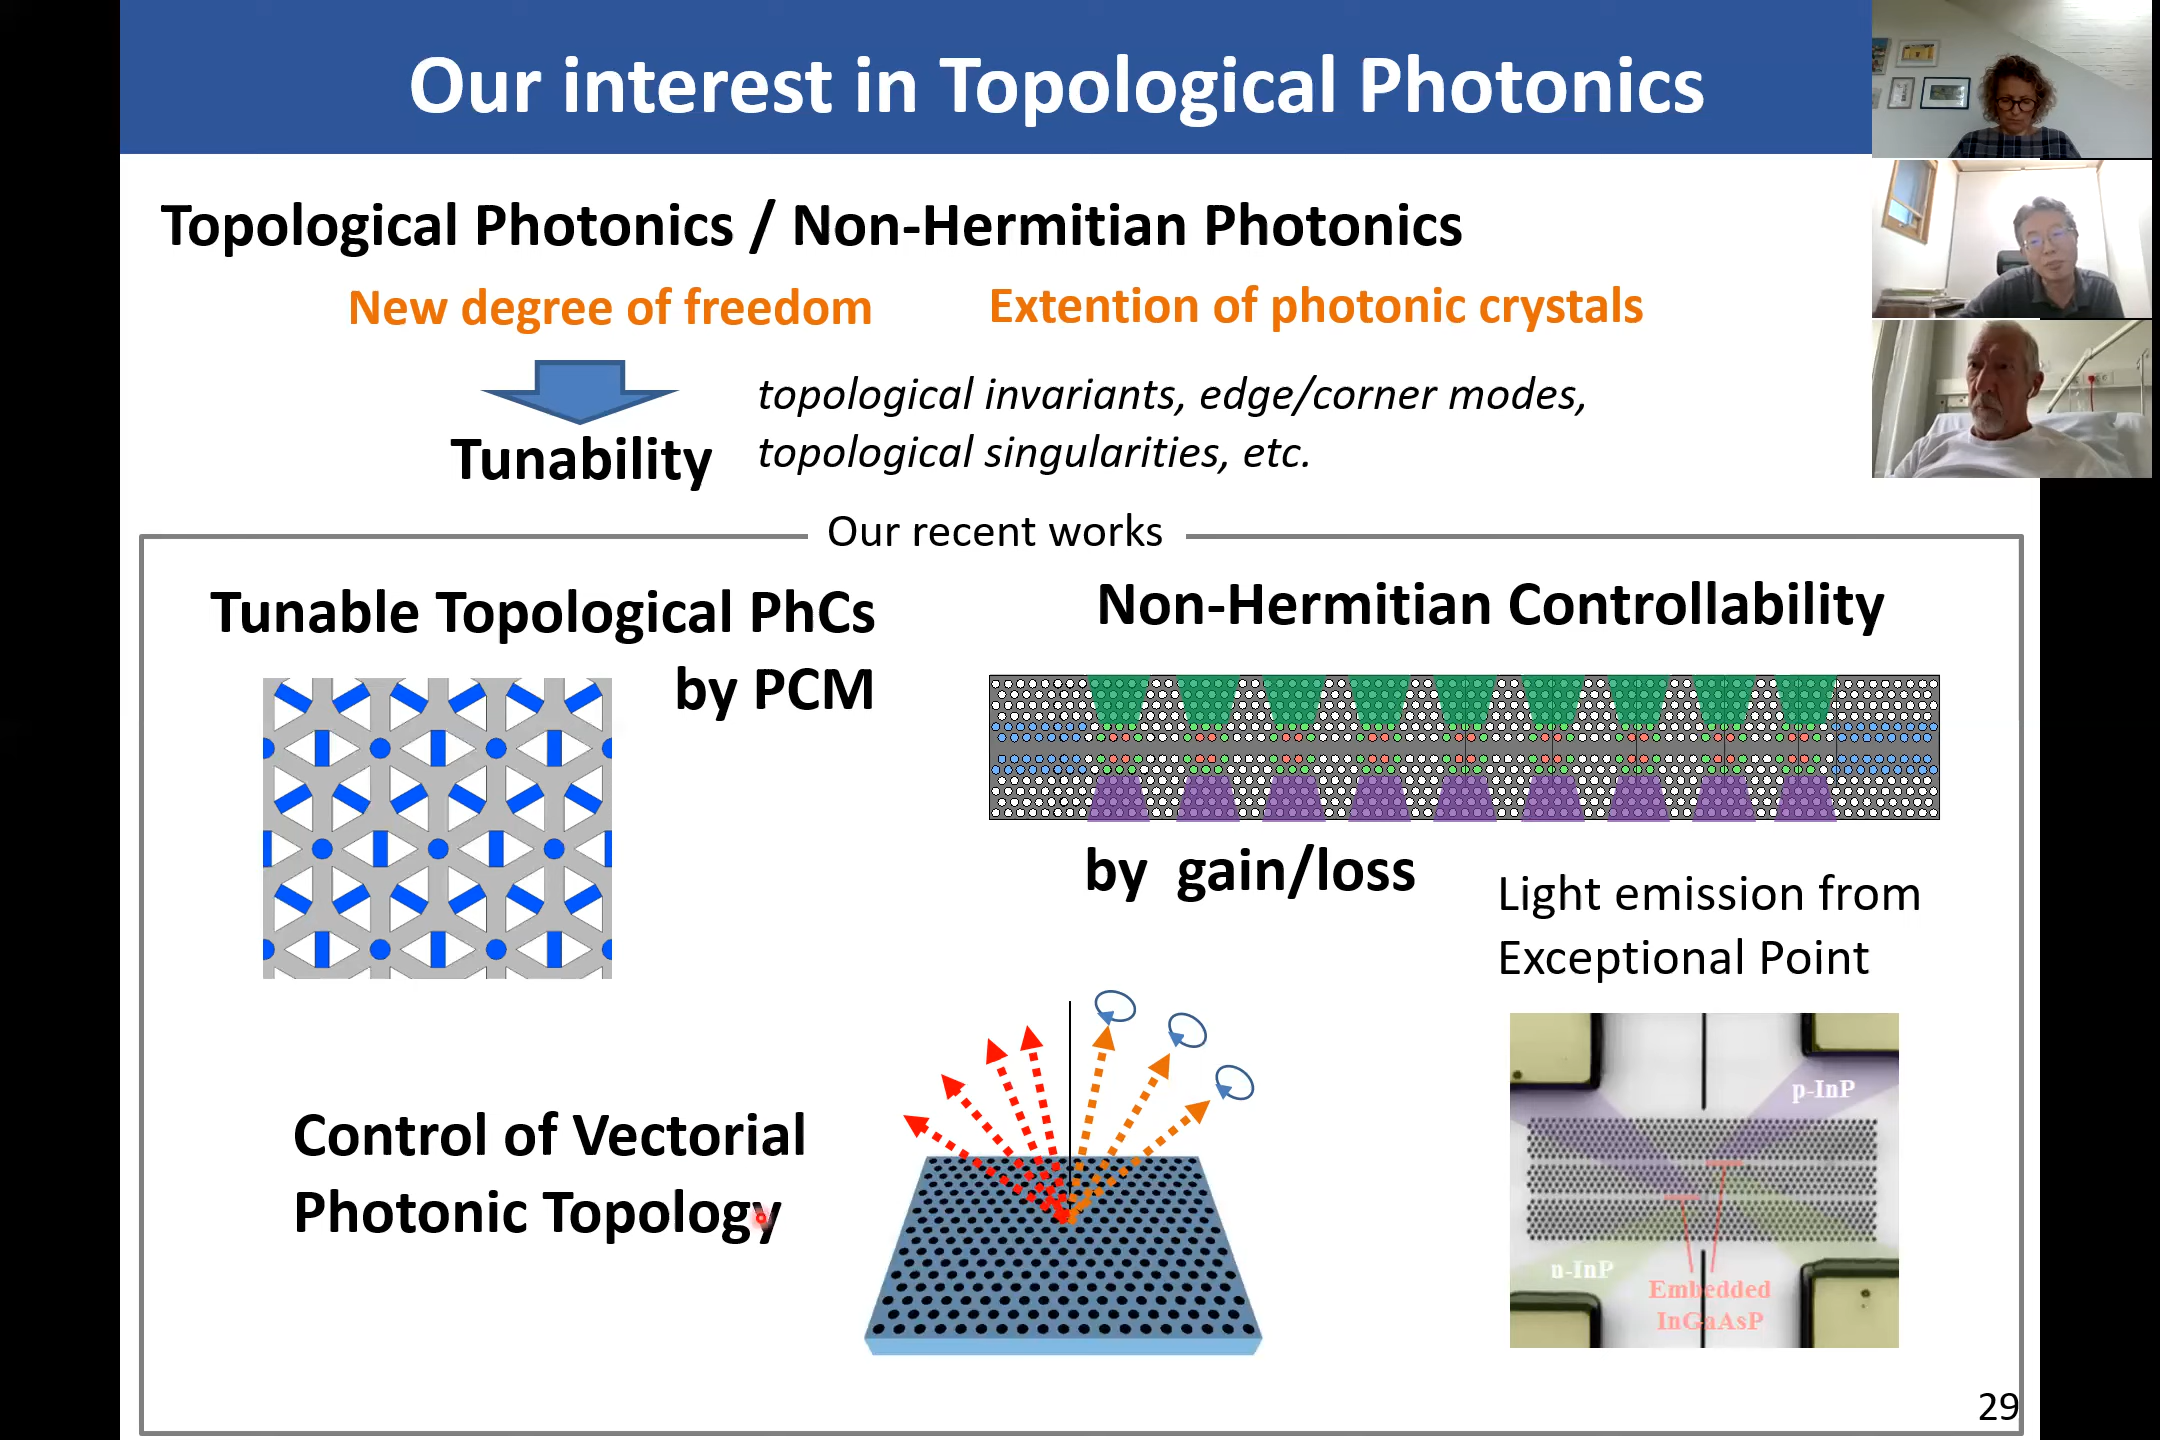 Our interest in Topological Photonics
Topological Photonics / Non-Hermitian Photonics
New degree of freedom
Extention of photonic crystals
topological invariants, edge/corner modes,
topological singularities, etc.
Tunability
Our recent works
Tunable Topological PhCs
by PCM
Non-Hermitian Controllability
by gain/loss
Light emission from
Exceptional Point
Control of Vectorial
Photonic Topology
p-InP
n-InP
Embedded
InGaAsP
29